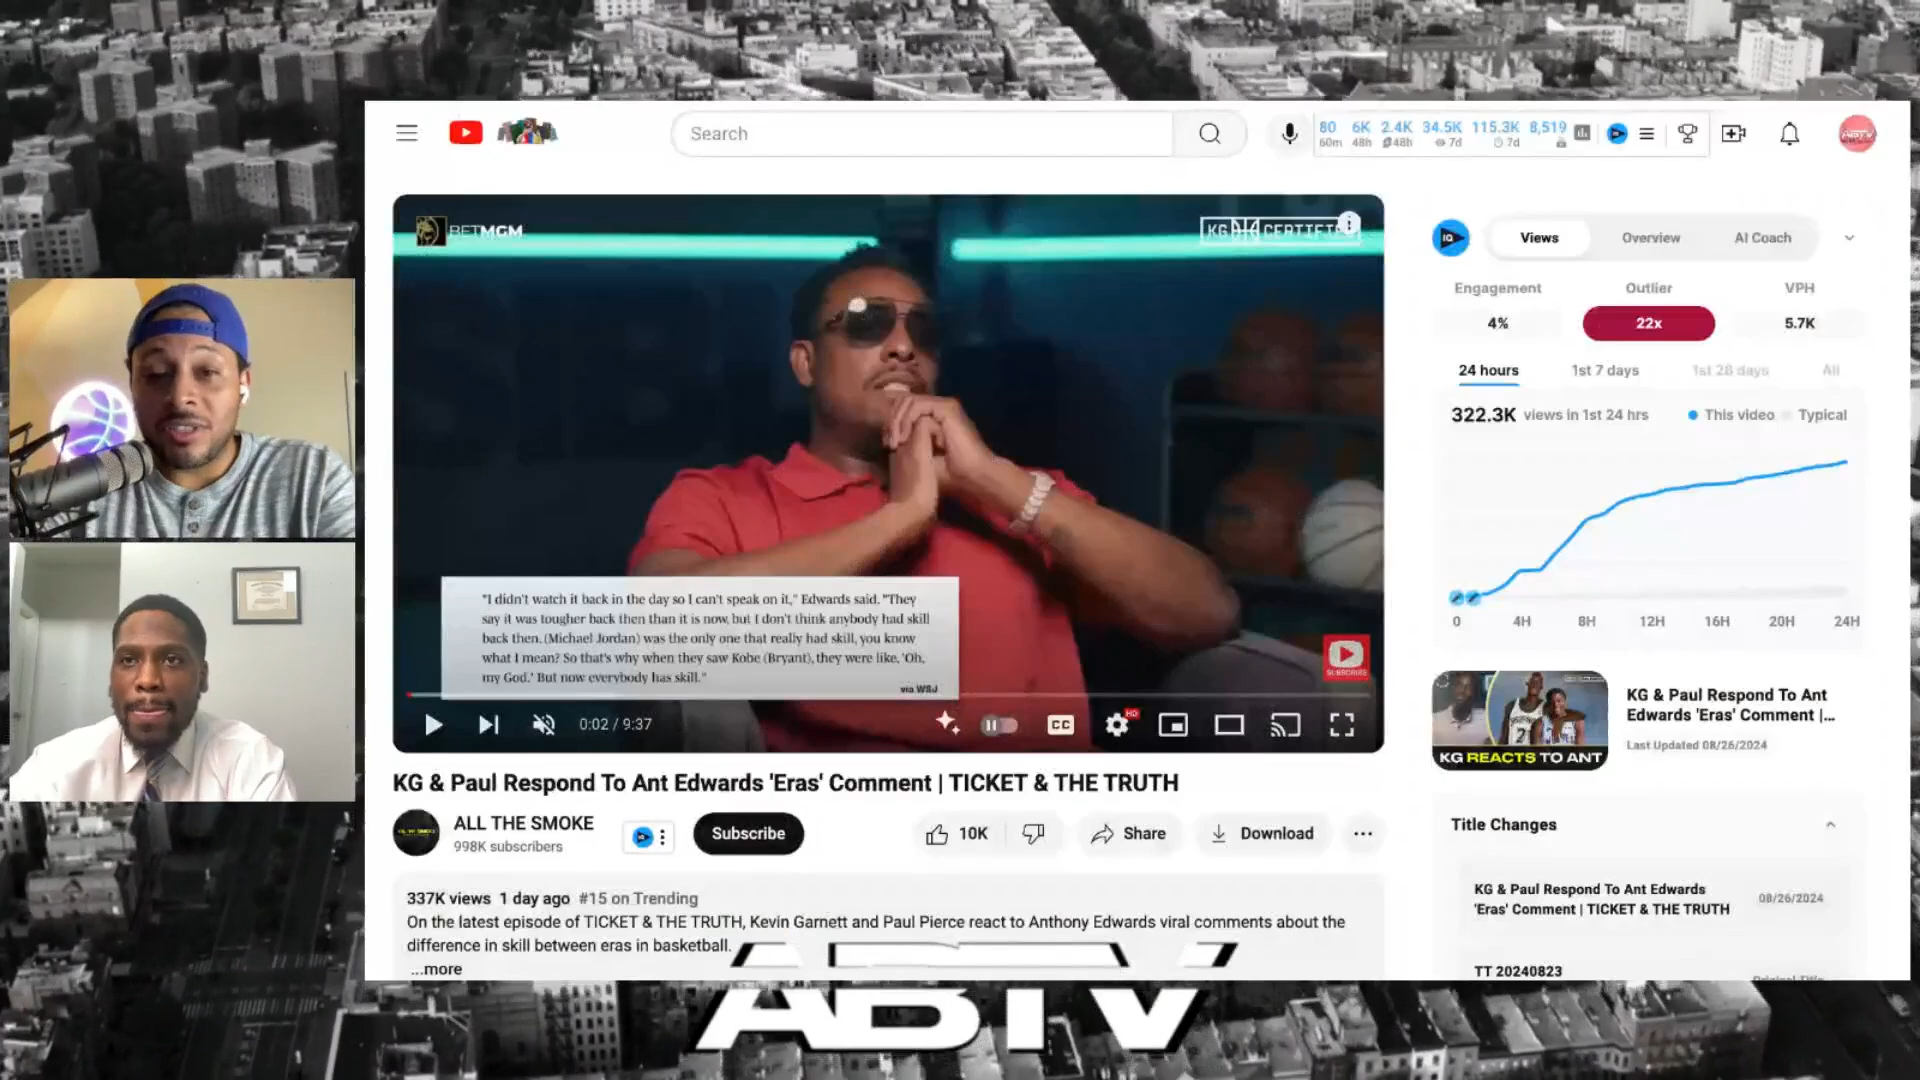 Search
80 6K 2.4K 34.5K 115.3K 8,519
60m 48h 48h 7d 7d
BETMGM
KG CERTIFIED
"I didn't watch it back in the day so I can't speak on it," Edwards said. "They
say it was tougher back then than it is now, but I don't think anybody had skill
back then. (Michael Jordan) was the only one that really had skill, you know
what I mean? So that's why when they saw Kobe (Bryant), they were like, 'Oh,
my God.' But now everybody has skill."
via WSJ
SUBSCRIBE
0:02 / 9:37
CC
HD
KG & Paul Respond To Ant Edwards 'Eras' Comment | TICKET & THE TRUTH
ALL THE SMOKE
998K subscribers
IQ
Subscribe
10K
Share
Download
337K views 1 day ago #15 on Trending
On the latest episode of TICKET & THE TRUTH, Kevin Garnett and Paul Pierce react to Anthony Edwards viral comments about the
difference in skill between eras in basketball.
...more
IQ
Views
Overview
AI Coach
Engagement
Outlier
VPH
4%
22x
5.7K
24 hours
1st 7 days
1st 28 days
All
322.3K views in 1st 24 hrs
This video
Typical
0 4H 8H 12H 16H 20H 24H
KG REACTS TO ANT
KG & Paul Respond To Ant
Edwards 'Eras' Comment |...
Last Updated 08/26/2024
Title Changes
KG & Paul Respond To Ant Edwards
'Eras' Comment | TICKET & THE TRUTH
08/26/2024
TT 20240823
Original Title
ABTV